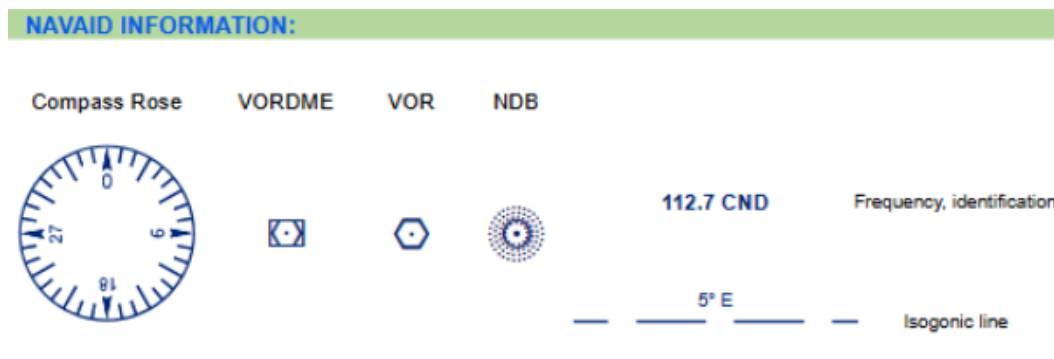 NAVAID INFORMATION:
Compass Rose VORDME VOR NDB
0
27 9
18
112.7 CND Frequency, identification
5° E
Isogonic line